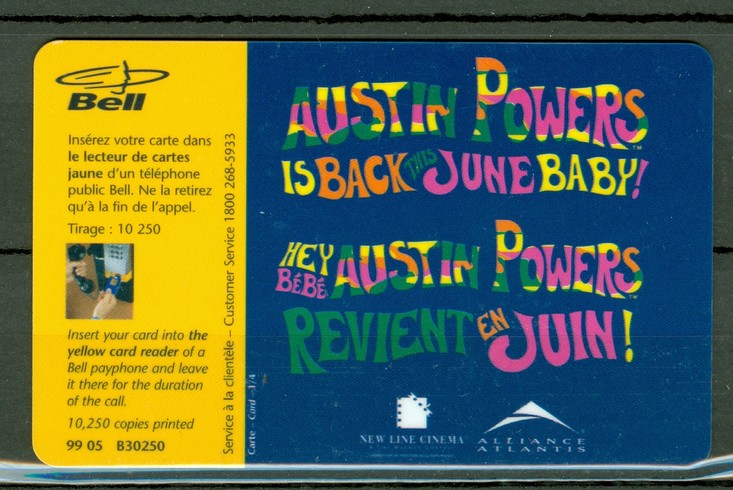 Bell
Insérez votre carte dans
le lecteur de cartes
jaune d'un téléphone
public Bell. Ne la retirez
qu'à la fin de l'appel.
Tirage : 10 250
Insert your card into the
yellow card reader of a
Bell payphone and leave
it there for the duration
of the call.
10,250 copies printed
99 05 B30250
Service à la clientèle – Customer Service 1800 268-5933
Carte – Card – 1/4
AUSTIN POWERS™
IS BACK THIS JUNE BABY!
HEY BÉBÉ AUSTIN POWERS™
REVIENT EN JUIN!
NEW LINE CINEMA
ALLIANCE
ATLANTIS